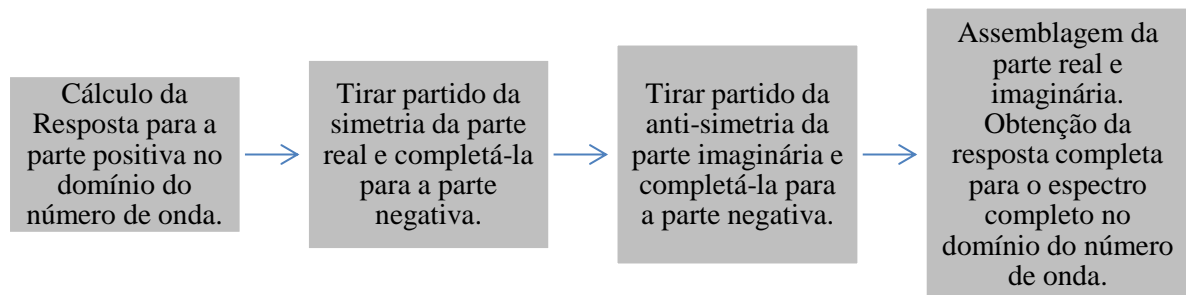 Cálculo da
Resposta para a
parte positiva no
domínio do
número de onda.
Tirar partido da
simetria da parte
real e completá-la
para a parte
negativa.
Tirar partido da
anti-simetria da
parte imaginária e
completá-la para
a parte negativa.
Assemblagem da
parte real e
imaginária.
Obtenção da
resposta completa
para o espectro
completo no
domínio do número
de onda.